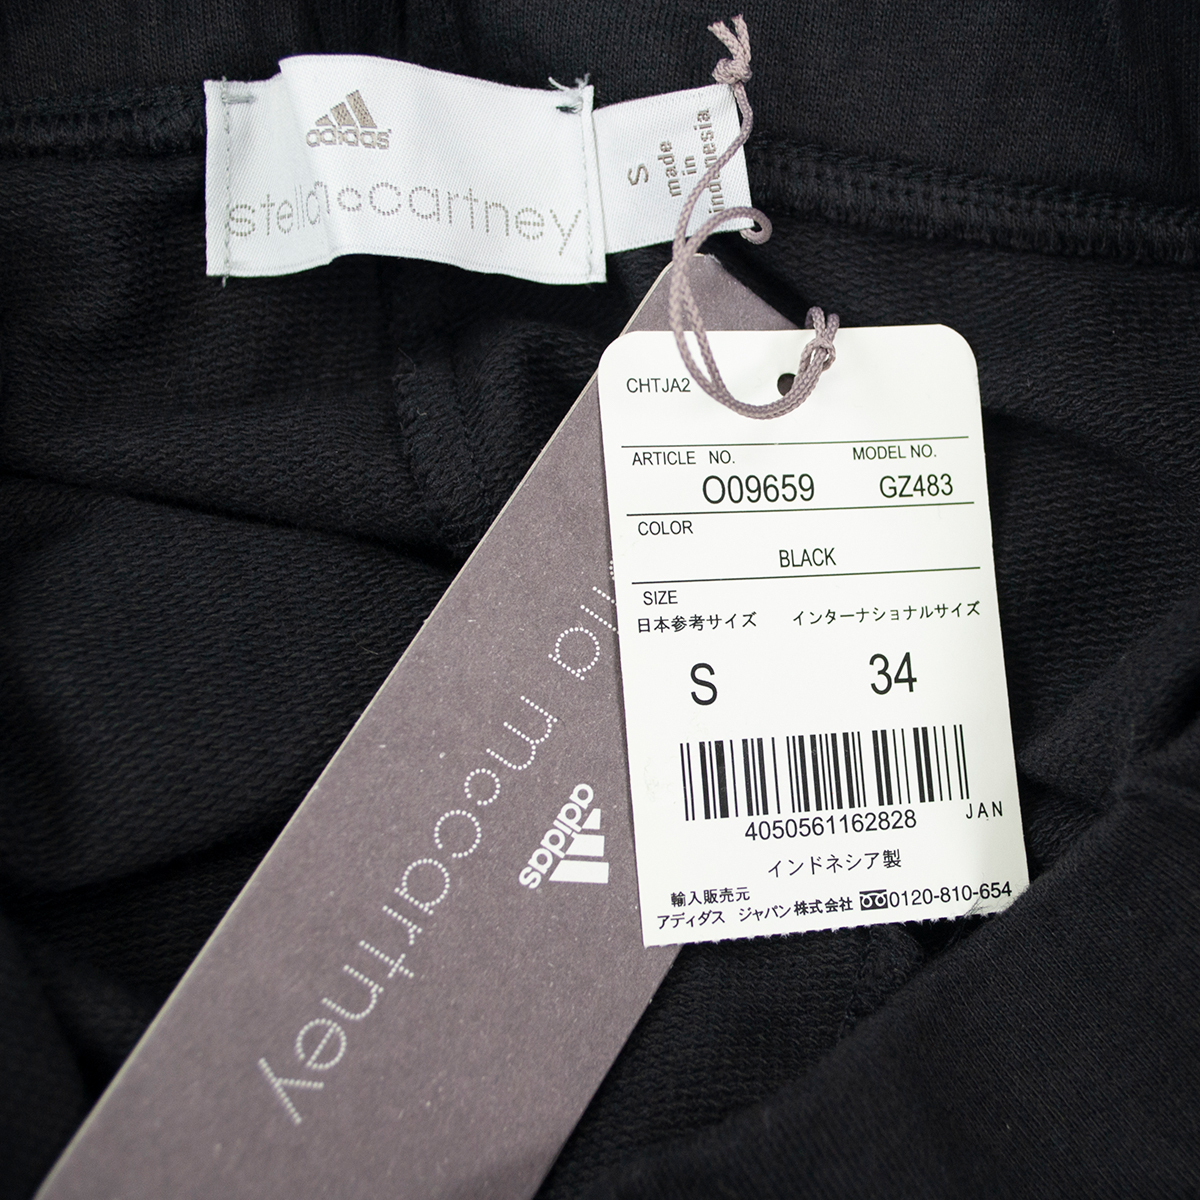 adidas
stella mccartney
S
made
in
indonesia
CHTJA2
ARTICLE NO. MODEL NO.
O09659 GZ483
COLOR
BLACK
SIZE
日本参考サイズ インターナショナルサイズ
S 34
4050561162828 JAN
インドネシア製
輸入販売元
アディダス ジャパン株式会社 0120-810-654
mccartney
adidas